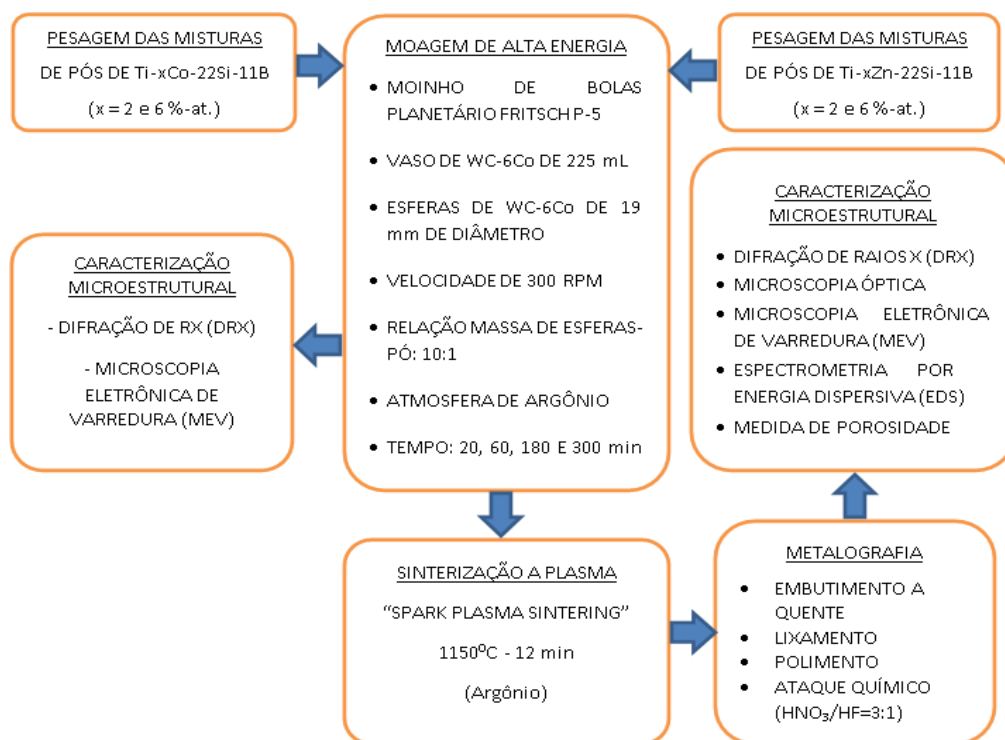 PESAGEM DAS MISTURAS
DE PÓS DE Ti-xCo-22Si-11B
(x = 2 e 6 %-at.)
MOAGEM DE ALTA ENERGIA
• MOINHO DE BOLAS
PLANETÁRIO FRITSCH P-5
• VASO DE WC-6Co DE 225 mL
• ESFERAS DE WC-6Co DE 19
mm DE DIÂMETRO
• VELOCIDADE DE 300 RPM
• RELAÇÃO MASSA DE ESFERAS-
PÓ: 10:1
• ATMOSFERA DE ARGÔNIO
• TEMPO: 20, 60, 180 E 300 min
PESAGEM DAS MISTURAS
DE PÓS DE Ti-xZn-22Si-11B
(x = 2 e 6 %-at.)
CARACTERIZAÇÃO
MICROESTRUTURAL
- DIFRAÇÃO DE RX (DRX)
- MICROSCOPIA
ELETRÔNICA DE
VARREDURA (MEV)
CARACTERIZAÇÃO
MICROESTRUTURAL
• DIFRAÇÃO DE RAIOS X (DRX)
• MICROSCOPIA ÓPTICA
• MICROSCOPIA ELETRÔNICA
DE VARREDURA (MEV)
• ESPECTROMETRIA POR
ENERGIA DISPERSIVA (EDS)
• MEDIDA DE POROSIDADE
SINTERIZAÇÃO A PLASMA
“SPARK PLASMA SINTERING”
1150⁰C - 12 min
(Argônio)
METALOGRAFIA
• EMBUTIMENTO A
QUENTE
• LIXAMENTO
• POLIMENTO
• ATAQUE QUÍMICO
(HNO₃/HF=3:1)